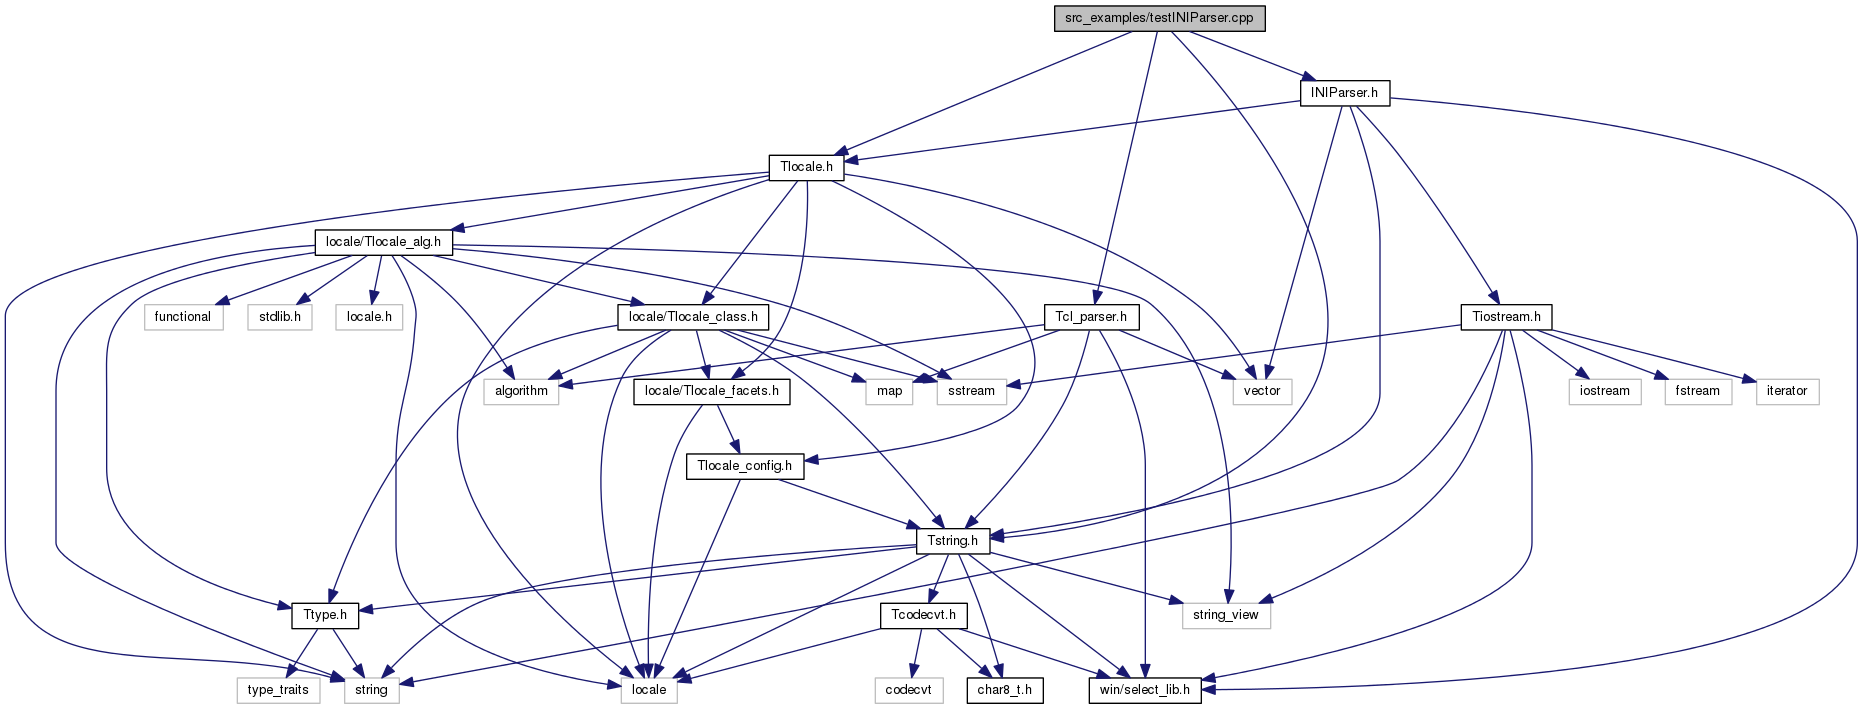 src_examples/testINIParser.cpp
INIParser.h
Tlocale.h
locale/Tlocale_alg.h
functional
stdlib.h
locale.h
locale/Tlocale_class.h
Tcl_parser.h
Tiostream.h
algorithm
locale/Tlocale_facets.h
map
sstream
vector
iostream
fstream
iterator
Tlocale_config.h
Tstring.h
Ttype.h
Tcodecvt.h
string_view
type_traits
string
locale
codecvt
char8_t.h
win/select_lib.h